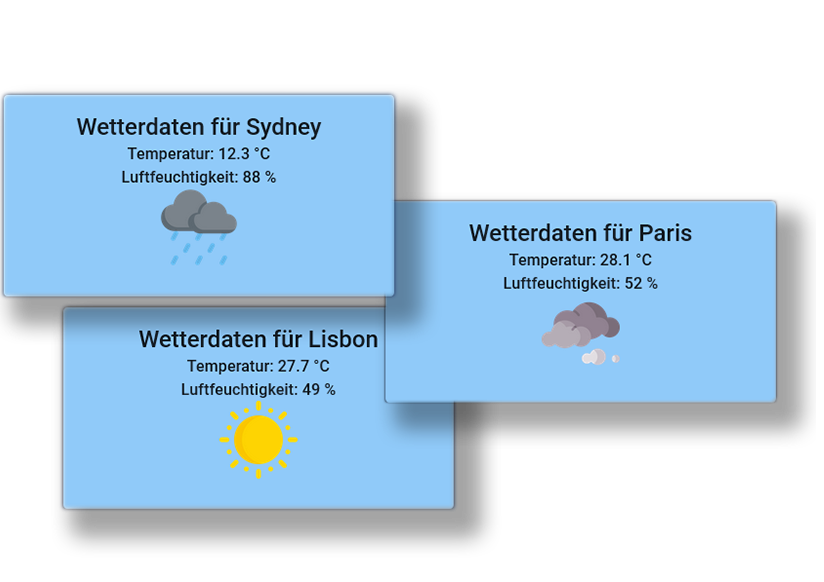 Wetterdaten für Sydney
Temperatur: 12.3 °C
Luftfeuchtigkeit: 88 %
Wetterdaten für Paris
Temperatur: 28.1 °C
Luftfeuchtigkeit: 52 %
Wetterdaten für Lisbon
Temperatur: 27.7 °C
Luftfeuchtigkeit: 49 %